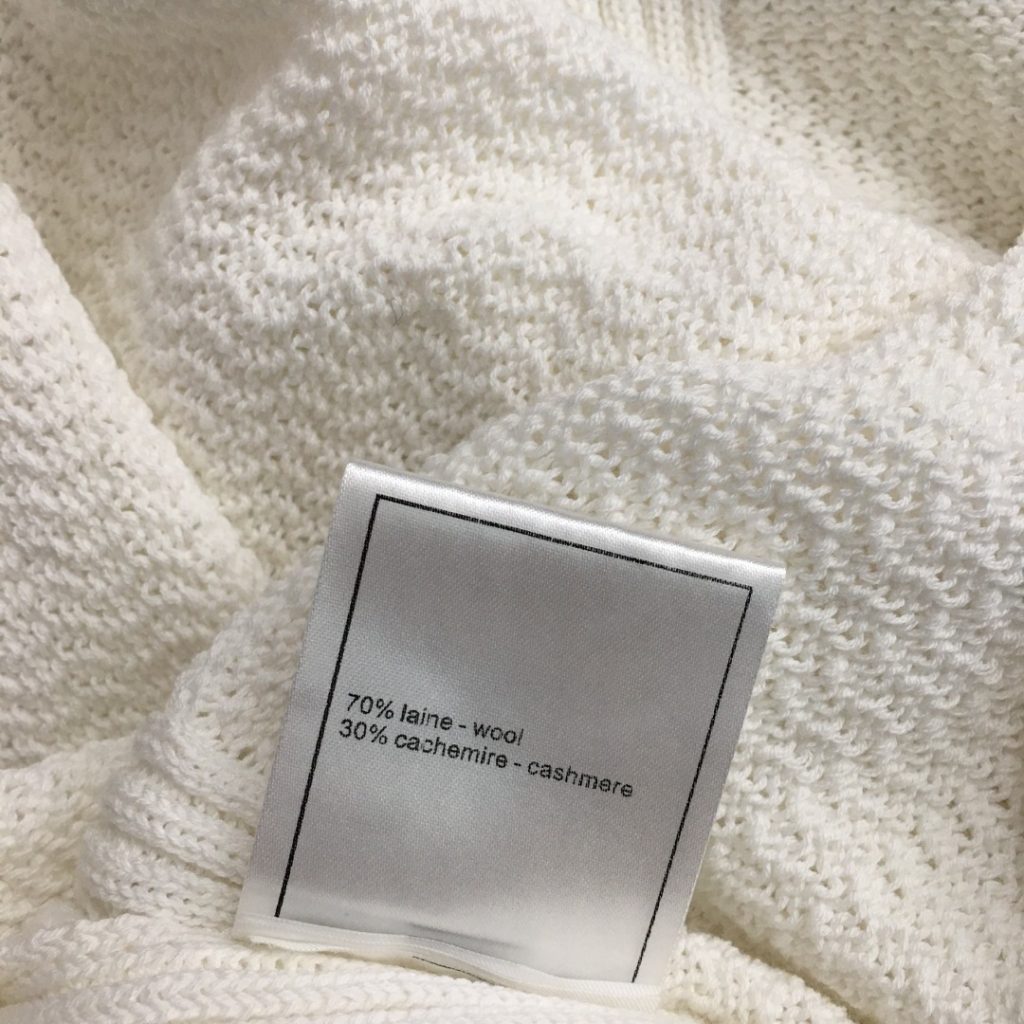 70% laine - wool
30% cachemire - cashmere